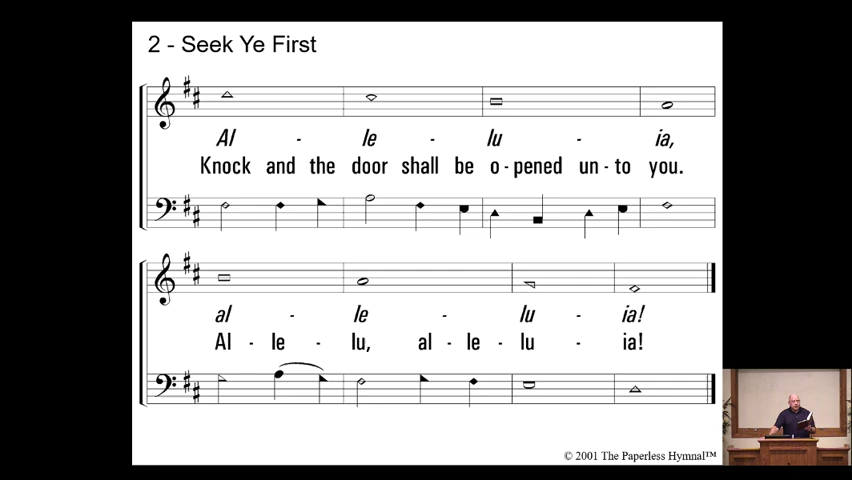 2 - Seek Ye First
Al - le - lu - ia,
Knock and the door shall be o - pened un - to you.
al - le - lu - ia!
Al - le - lu, al - le - lu - ia!
© 2001 The Paperless Hymnal™